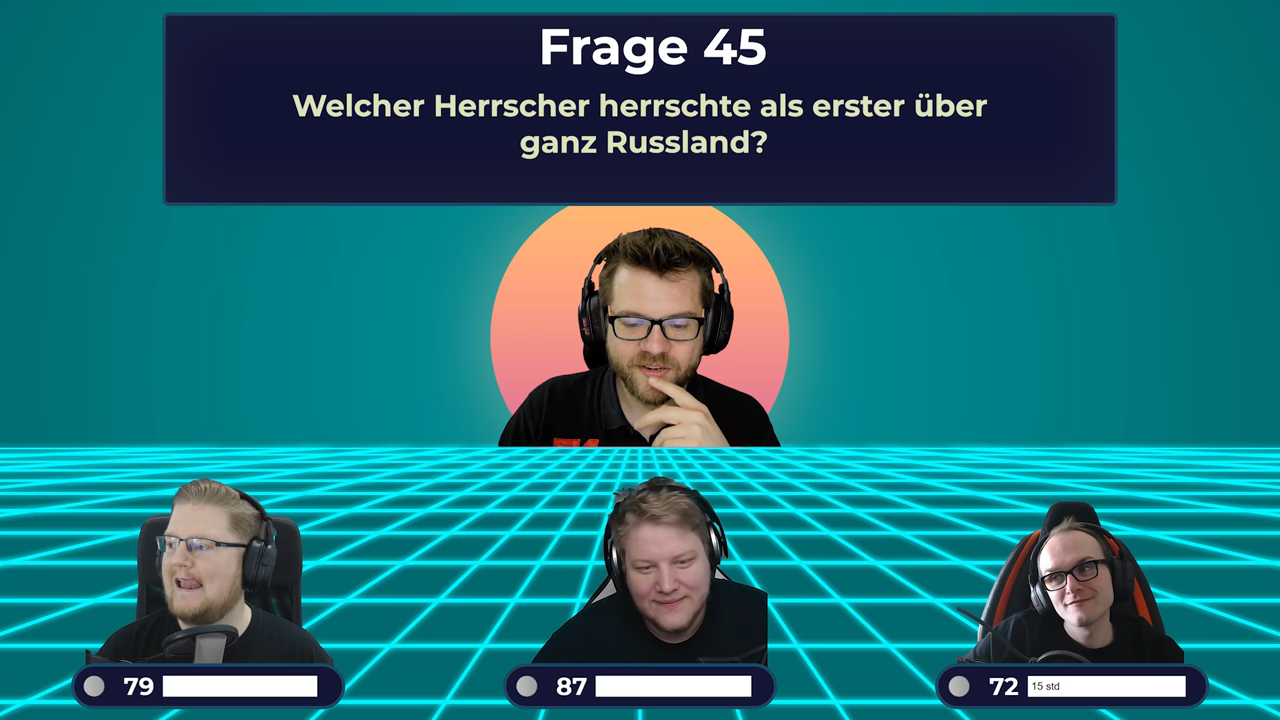 Frage 45
Welcher Herrscher herrschte als erster über
ganz Russland?
79
87
72
15 std